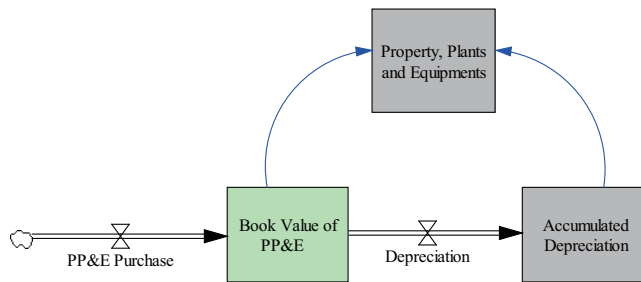 Property, Plants
and Equipments
Book Value of
PP&E
Accumulated
Depreciation
PP&E Purchase
Depreciation